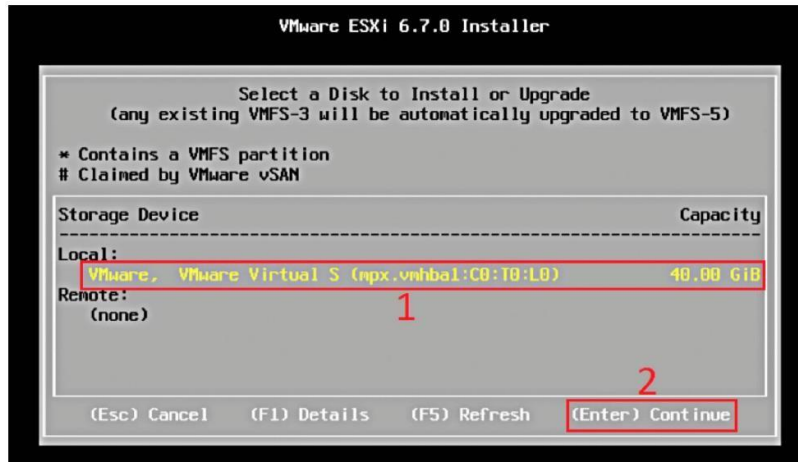 VMware ESXi 6.7.0 Installer
Select a Disk to Install or Upgrade
(any existing VMFS-3 will be automatically upgraded to VMFS-5)
* Contains a VMFS partition
# Claimed by VMware vSAN
Storage Device Capacity
Local:
VMware, VMware Virtual S (mpx.vmhba1:C0:T0:L0) 40.00 GiB
Remote:
(none)
1
2
(Esc) Cancel (F1) Details (F5) Refresh (Enter) Continue